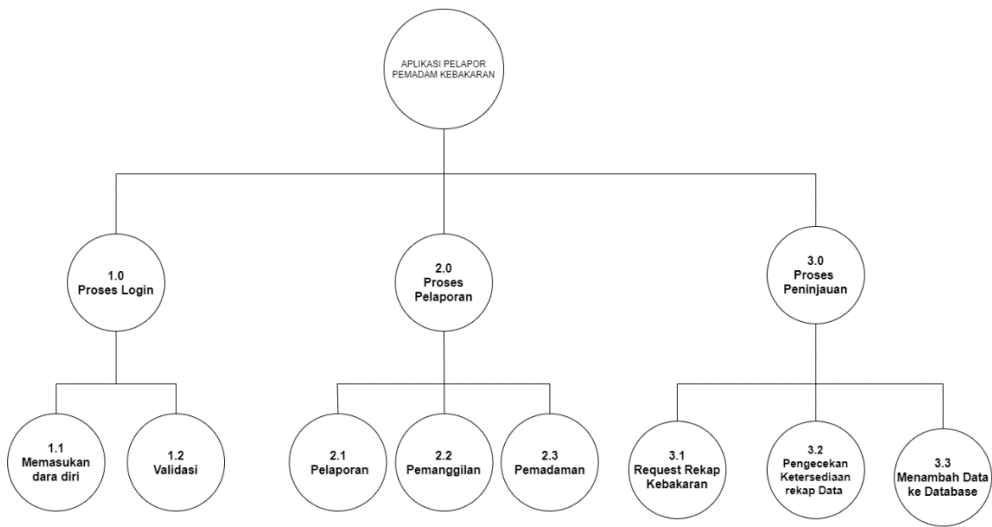 APLIKASI PELAPOR
PEMADAM KEBAKARAN
1.0
Proses Login
2.0
Proses
Pelaporan
3.0
Proses
Peninjauan
1.1
Memasukan
dara diri
1.2
Validasi
2.1
Pelaporan
2.2
Pemanggilan
2.3
Pemadaman
3.1
Request Rekap
Kebakaran
3.2
Pengecekan
Ketersediaan
rekap Data
3.3
Menambah Data
ke Database